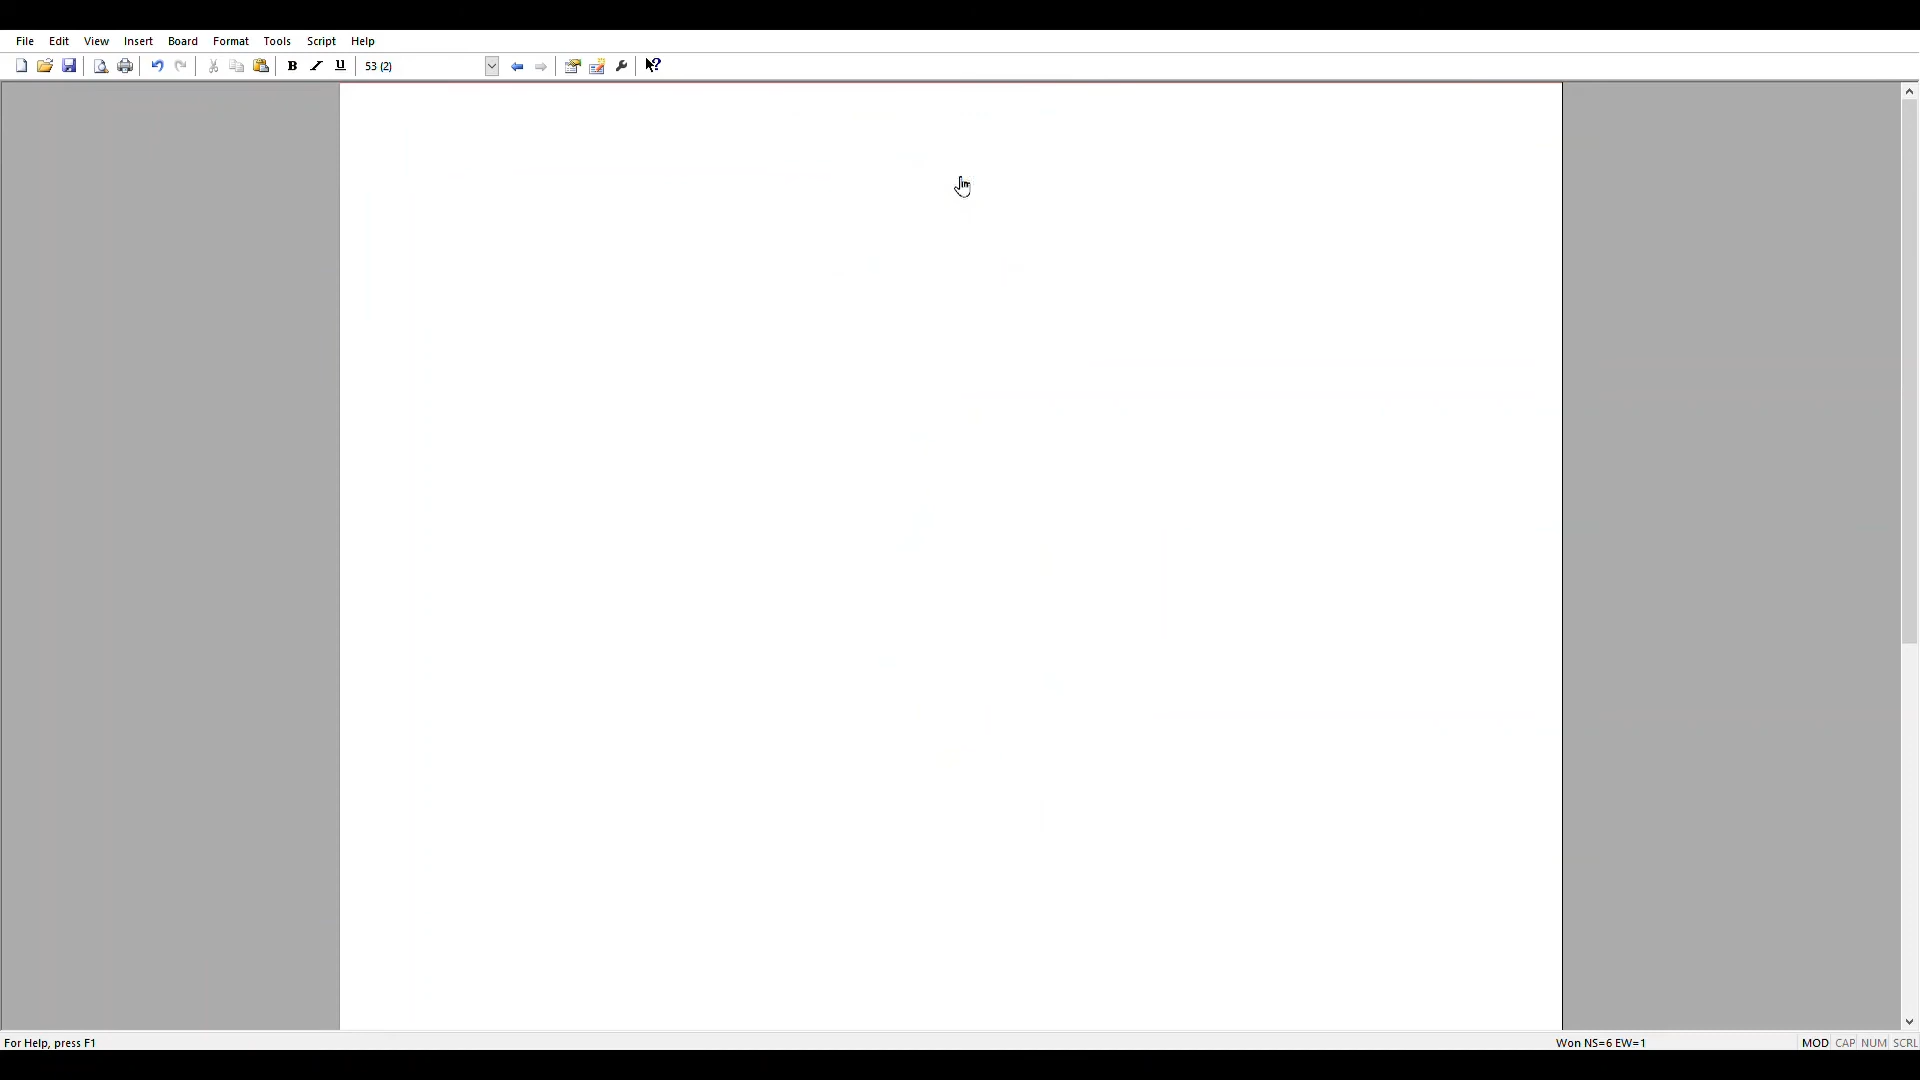 File Edit View Insert Board Format Tools Script Help
B I U 53 (2)
For Help, press F1 Won NS=6 EW=1 MOD CAP NUM SCRL